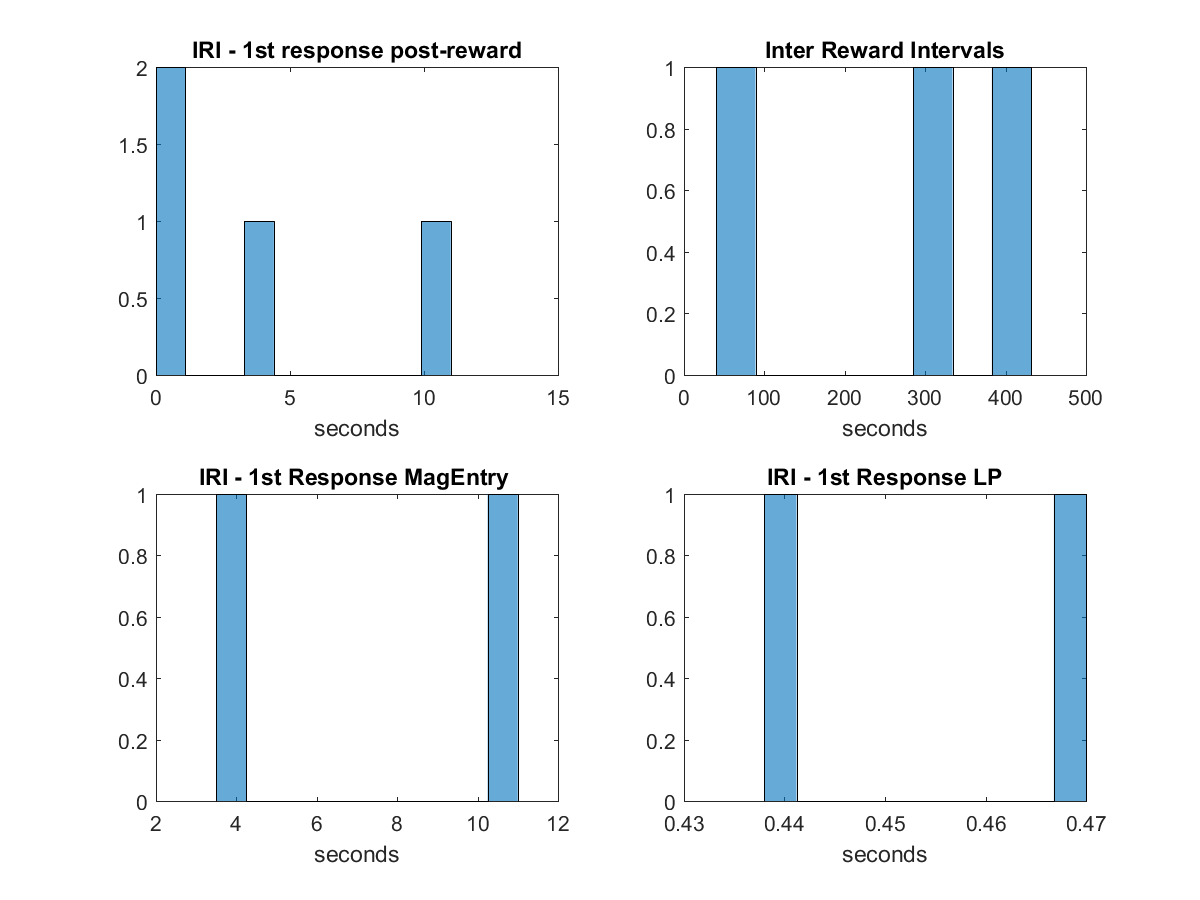 IRI - 1st response post-reward
2
1.5
1
0.5
0
0 5 10 15
seconds
Inter Reward Intervals
1
0.8
0.6
0.4
0.2
0
0 100 200 300 400 500
seconds
IRI - 1st Response MagEntry
1
0.8
0.6
0.4
0.2
0
2 4 6 8 10 12
seconds
IRI - 1st Response LP
1
0.8
0.6
0.4
0.2
0
0.43 0.44 0.45 0.46 0.47
seconds